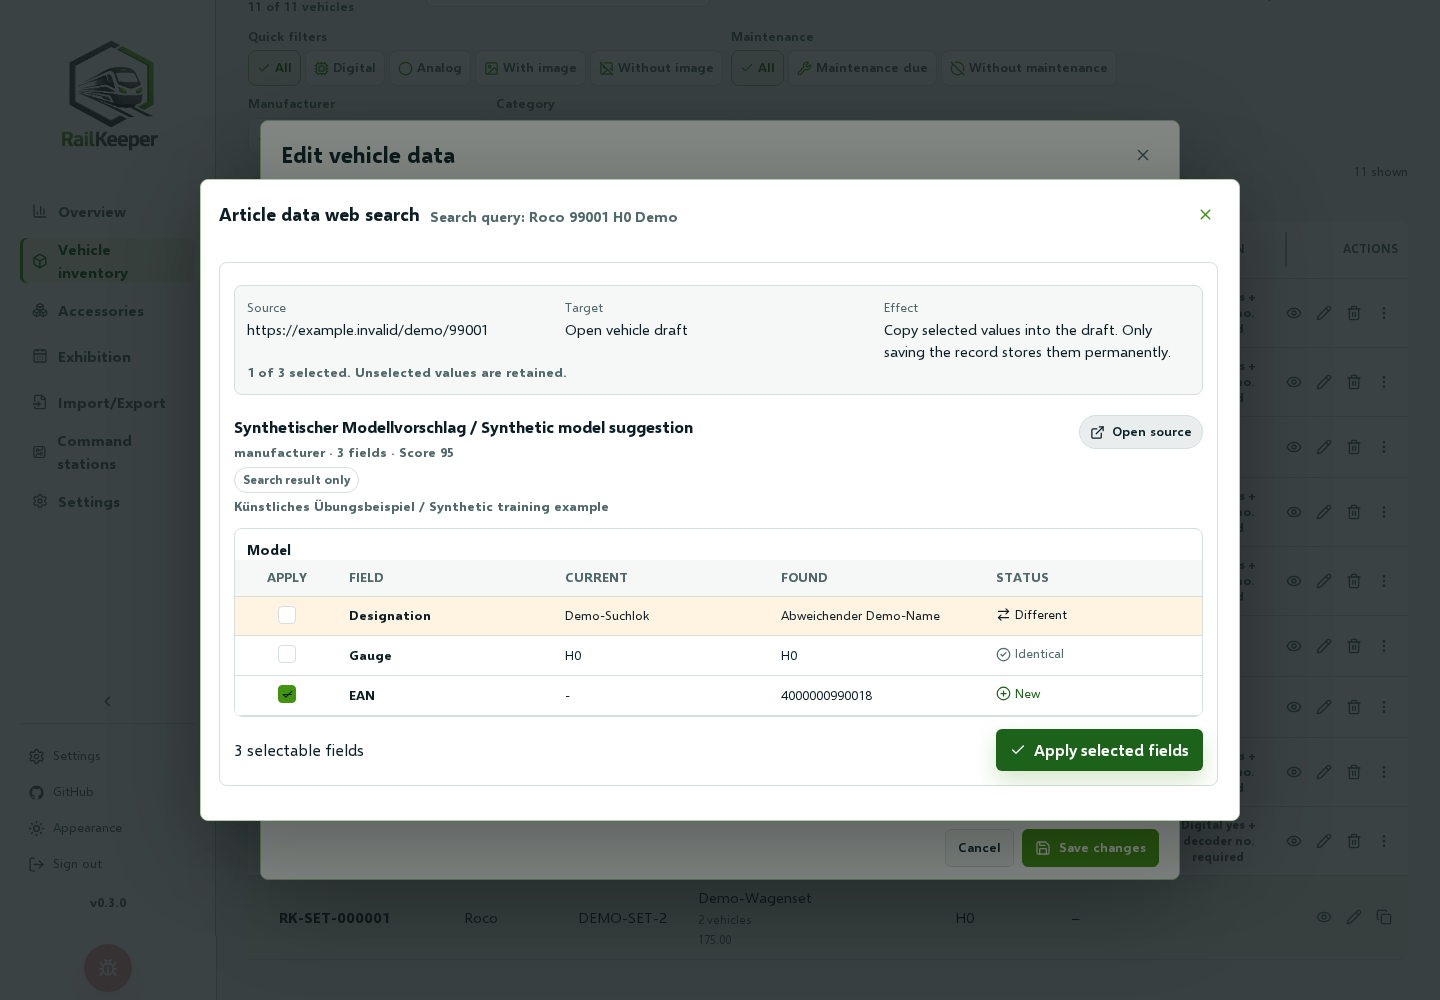 11 of 11 vehicles
Quick filters
Maintenance
All
Digital
Analog
With image
Without image
All
Maintenance due
Without maintenance
Manufacturer
Category
RailKeeper
Edit vehicle data
11 shown
Article data web search
Search query: Roco 99001 H0 Demo
Overview
Vehicle
inventory
Accessories
Exhibition
Import/Export
Command
stations
Settings
ACTIONS
Source
https://example.invalid/demo/99001
Target
Open vehicle draft
Effect
Copy selected values into the draft. Only
saving the record stores them permanently.
1 of 3 selected. Unselected values are retained.
Synthetischer Modellvorschlag / Synthetic model suggestion
Open source
manufacturer · 3 fields · Score 95
Search result only
Künstliches Übungsbeispiel / Synthetic training example
Model
APPLY FIELD CURRENT FOUND STATUS
Designation Demo-Suchlok Abweichender Demo-Name Different
Gauge H0 H0 Identical
EAN - 4000000990018 New
3 selectable fields
Apply selected fields
Settings
GitHub
Appearance
Sign out
v0.3.0
Cancel
Save changes
Digital yes +
decoder no.
required
RK-SET-000001 Roco DEMO-SET-2 Demo-Wagenset H0 –
2 vehicles
175.00